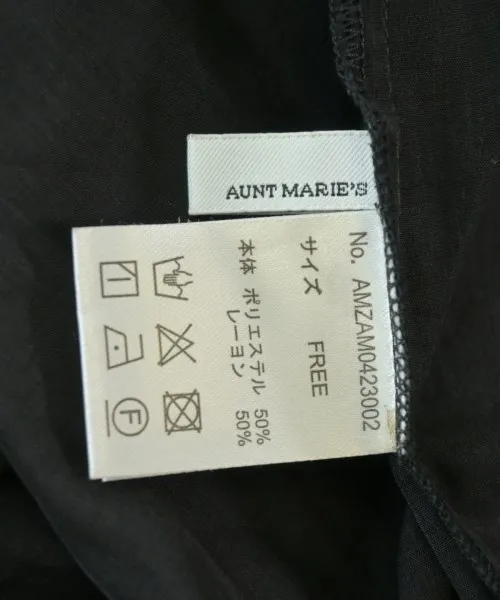 AUNT MARIE'S
No. AMZAM0423002
サイズ FREE
本体 ポリエステル 50%
レーヨン 50%
F